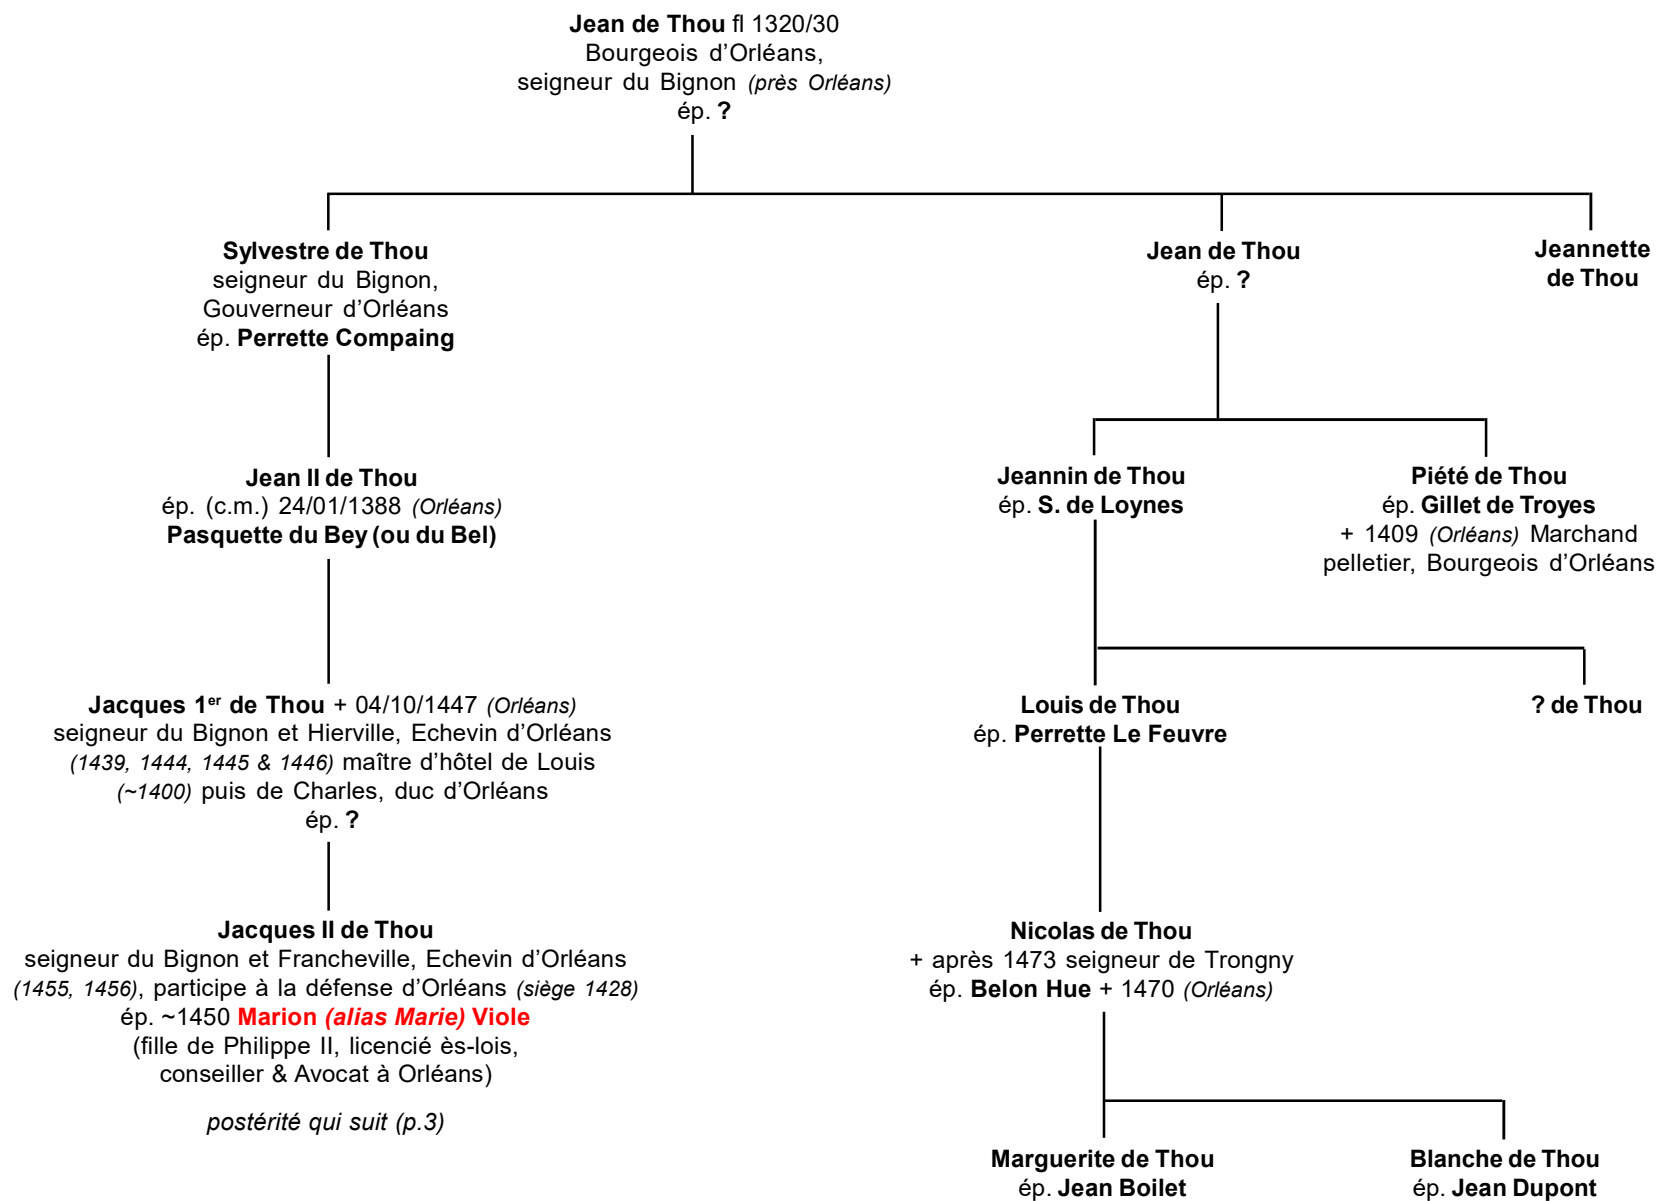 Jean de Thou fl 1320/30
Bourgeois d’Orléans,
seigneur du Bignon (près Orléans)
ép. ?
Sylvestre de Thou
seigneur du Bignon,
Gouverneur d’Orléans
ép. Perrette Compaing
Jean de Thou
ép. ?
Jeannette
de Thou
Jean II de Thou
ép. (c.m.) 24/01/1388 (Orléans)
Pasquette du Bey (ou du Bel)
Jeannin de Thou
ép. S. de Loynes
Piété de Thou
ép. Gillet de Troyes
+ 1409 (Orléans) Marchand
pelletier, Bourgeois d’Orléans
Jacques 1er de Thou + 04/10/1447 (Orléans)
seigneur du Bignon et Hierville, Echevin d’Orléans
(1439, 1444, 1445 & 1446) maître d’hôtel de Louis
(~1400) puis de Charles, duc d’Orléans
ép. ?
Louis de Thou
ép. Perrette Le Feuvre
? de Thou
Jacques II de Thou
seigneur du Bignon et Francheville, Echevin d’Orléans
(1455, 1456), participe à la défense d’Orléans (siège 1428)
ép. ~1450 Marion (alias Marie) Viole
(fille de Philippe II, licencié ès-lois,
conseiller & Avocat à Orléans)
postérité qui suit (p.3)
Nicolas de Thou
+ après 1473 seigneur de Trongny
ép. Belon Hue + 1470 (Orléans)
Marguerite de Thou
ép. Jean Boilet
Blanche de Thou
ép. Jean Dupont